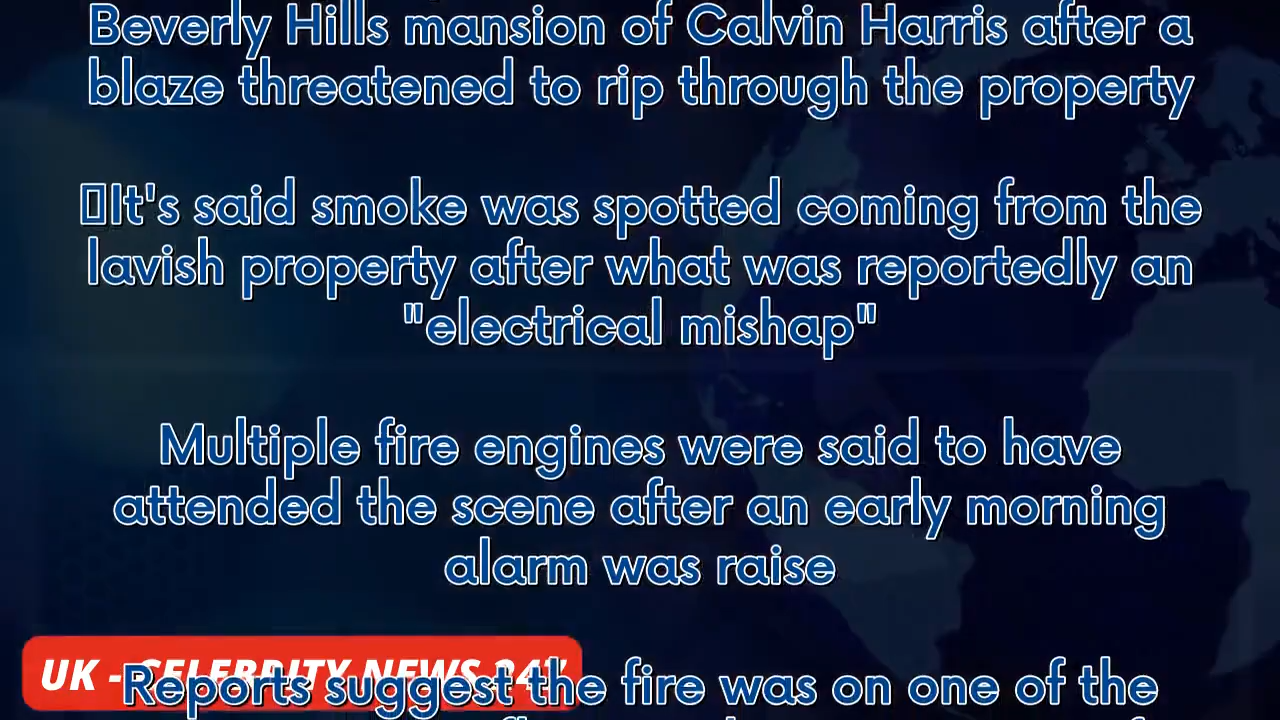 Beverly Hills mansion of Calvin Harris after a
blaze threatened to rip through the property
It's said smoke was spotted coming from the
lavish property after what was reportedly an
"electrical mishap"
Multiple fire engines were said to have
attended the scene after an early morning
alarm was raise
UK - CELEBRITY NEWS 247
Reports suggest the fire was on one of the